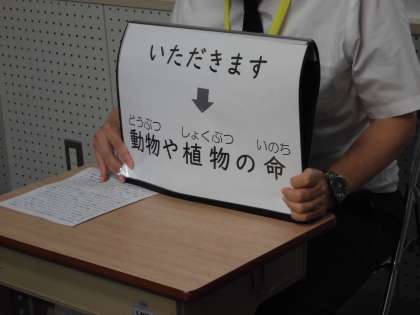 いただきます
↓
どうぶつ しょくぶつ いのち
動物や植物の命